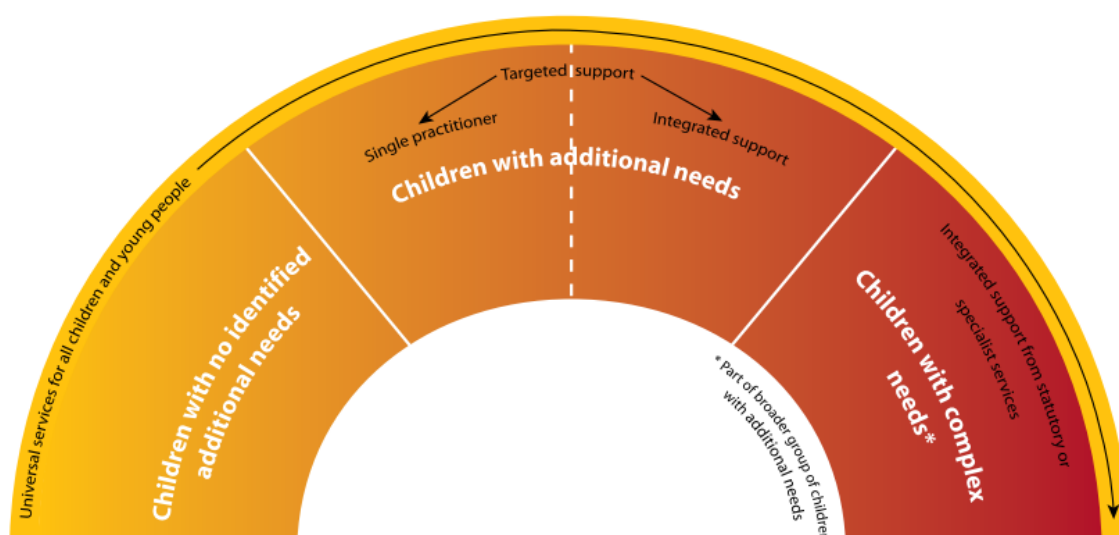 Universal services for all children and young people
Children with no identified
additional needs
Targeted support
Single practitioner
Integrated support
Children with additional needs
Integrated support from statutory or
specialist services
Children with complex
needs*
* Part of broader group of children
with additional needs